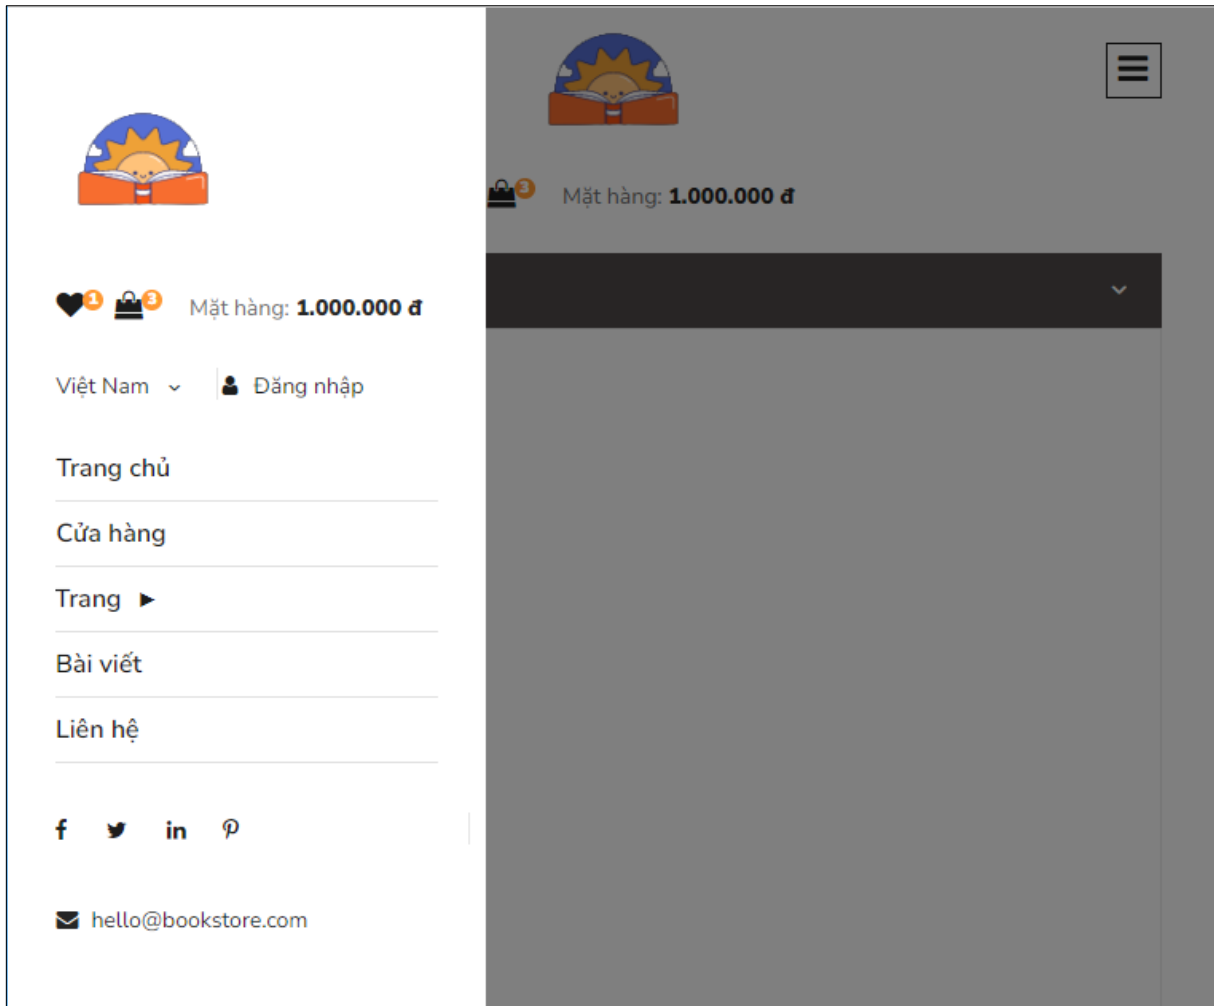 1 3 Mặt hàng: 1.000.000 đ
Việt Nam Đăng nhập
Trang chủ
Cửa hàng
Trang ►
Bài viết
Liên hệ
hello@bookstore.com
3 Mặt hàng: 1.000.000 đ